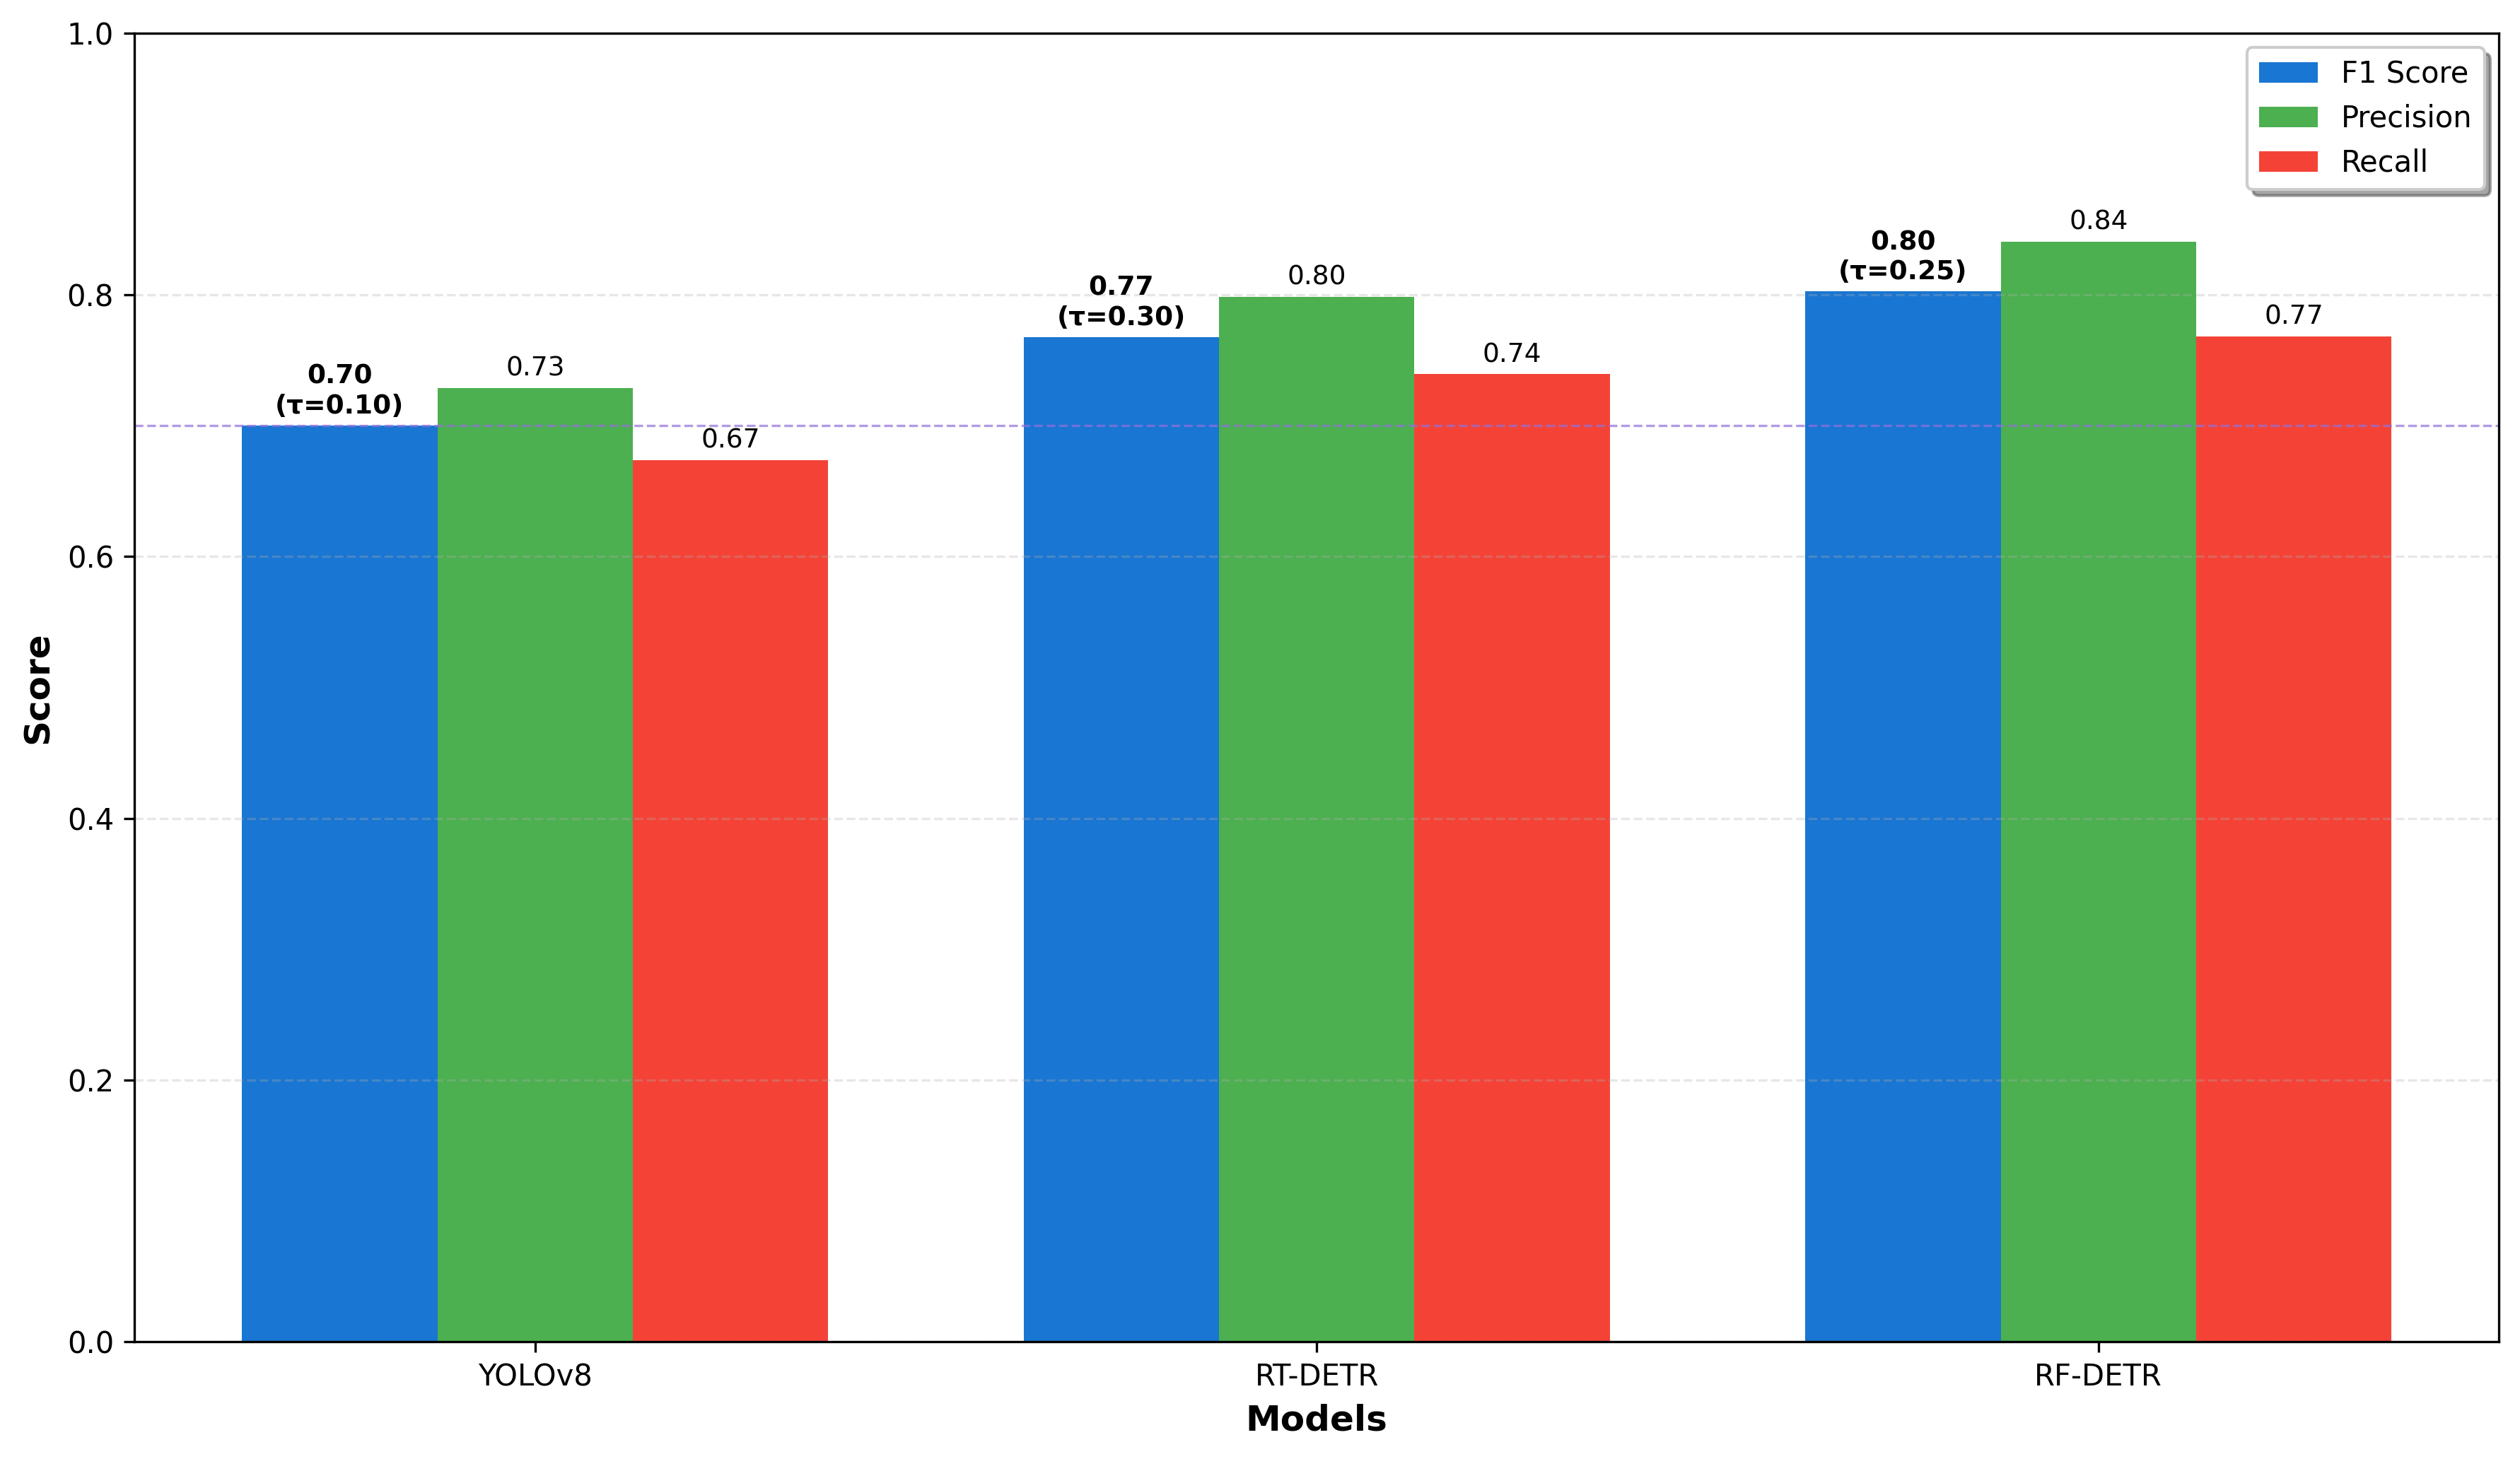 1.0
0.8
0.6
0.4
0.2
0.0
Score
F1 Score
Precision
Recall
0.70
(τ=0.10)
0.73
0.67
0.77
(τ=0.30)
0.80
0.74
0.80
(τ=0.25)
0.84
0.77
YOLOv8
RT-DETR
RF-DETR
Models